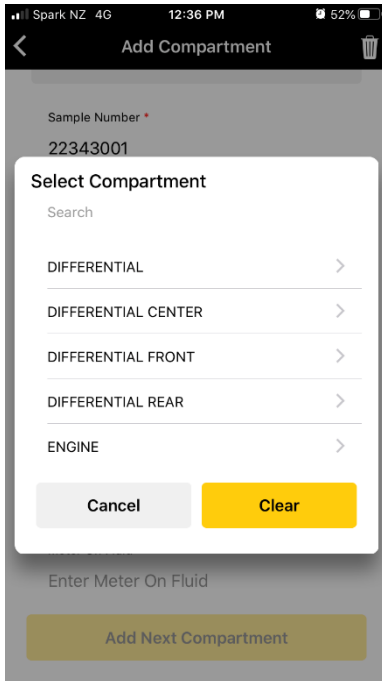 Spark NZ 4G 12:36 PM 52%
Add Compartment
Sample Number *
22343001
Select Compartment
Search
DIFFERENTIAL
DIFFERENTIAL CENTER
DIFFERENTIAL FRONT
DIFFERENTIAL REAR
ENGINE
Cancel Clear
Enter Meter On Fluid
Add Next Compartment